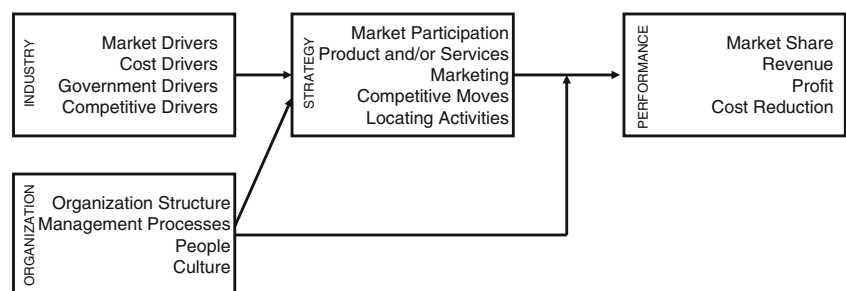 INDUSTRY
Market Drivers
Cost Drivers
Government Drivers
Competitive Drivers
STRATEGY
Market Participation
Product and/or Services
Marketing
Competitive Moves
Locating Activities
PERFORMANCE
Market Share
Revenue
Profit
Cost Reduction
ORGANIZATION
Organization Structure
Management Processes
People
Culture